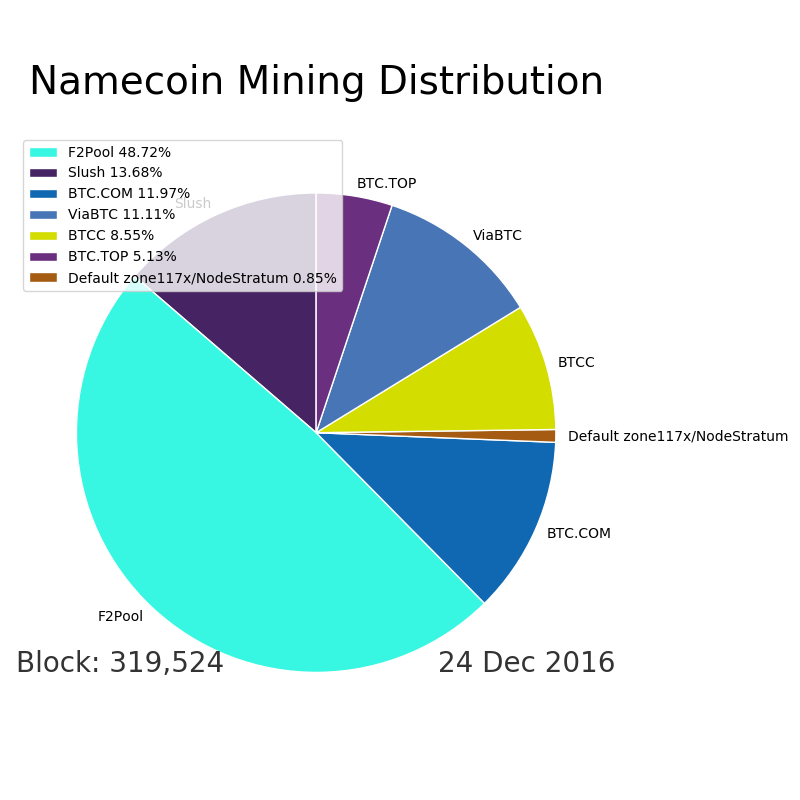 Namecoin Mining Distribution
F2Pool 48.72%
Slush 13.68%
BTC.COM 11.97%
ViaBTC 11.11%
BTCC 8.55%
BTC.TOP 5.13%
Default zone117x/NodeStratum 0.85%
Slush
BTC.TOP
ViaBTC
BTCC
Default zone117x/NodeStratum
BTC.COM
F2Pool
Block: 319,524
24 Dec 2016